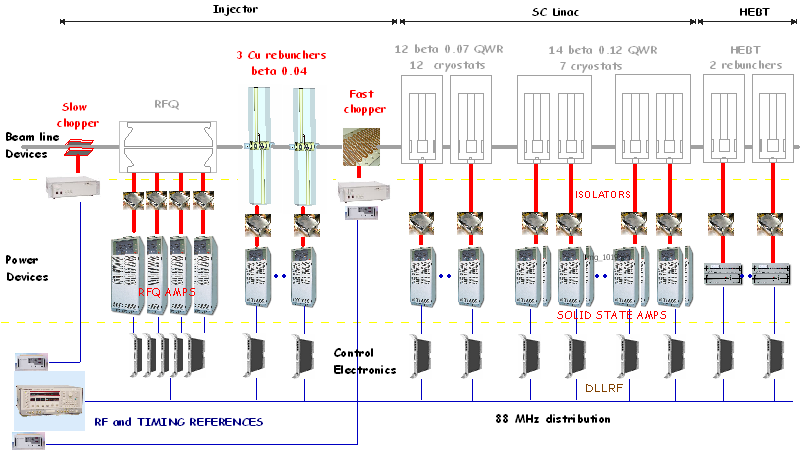 Injector
SC Linac
HEBT
3 Cu rebunchers
beta 0.04
12 beta 0.07 QWR
12 cryostats
14 beta 0.12 QWR
7 cryostats
HEBT
2 rebunchers
Slow
chopper
RFQ
Fast
chopper
Beam line
Devices
ISOLATORS
Power
Devices
RFQ AMPS
SOLID STATE AMPS
Control
Electronics
DLLRF
RF and TIMING REFERENCES
88 MHz distribution